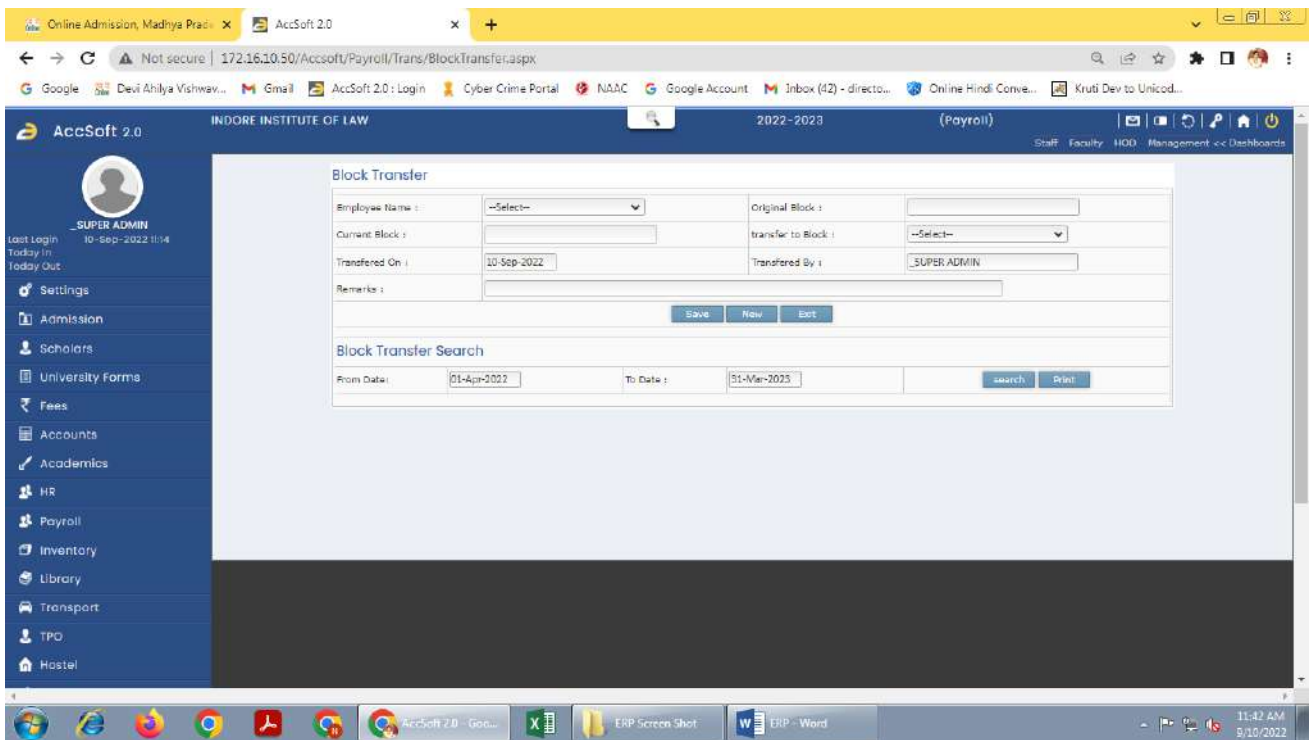 Online Admission, Madhya Prad
AccSoft 2.0
Not secure | 172.16.10.50/Accsoft/Payroll/Trans/BlockTransfer.aspx
Google Devi Ahilya Vishwav... Gmail AccSoft 2.0 : Login Cyber Crime Portal NAAC Google Account Inbox (42) - directo... Online Hindi Conve... Kruti Dev to Unicod...
AccSoft 2.0
INDORE INSTITUTE OF LAW 2022-2023 (Payroll)
Staff Faculty HOD Management << Dashboards
_SUPER ADMIN
Last Login 10-Sep-2022 11:14
Today In
Today Out
Settings
Admission
Scholars
University Forms
₹ Fees
Accounts
Academics
HR
Payroll
Inventory
Library
Transport
TPO
Hostel
Block Transfer
Employee Name : --Select-- Original Block :
Current Block : transfer to Block : --Select--
Transfered On : 10-Sep-2022 Transfered By : _SUPER ADMIN
Remarks :
Save New Exit
Block Transfer Search
From Date: 01-Apr-2022 To Date : 31-Mar-2023 search Print
AccSoft 2.0 - Goo... ERP Screen Shot ERP - Word
11:42 AM
9/10/2022